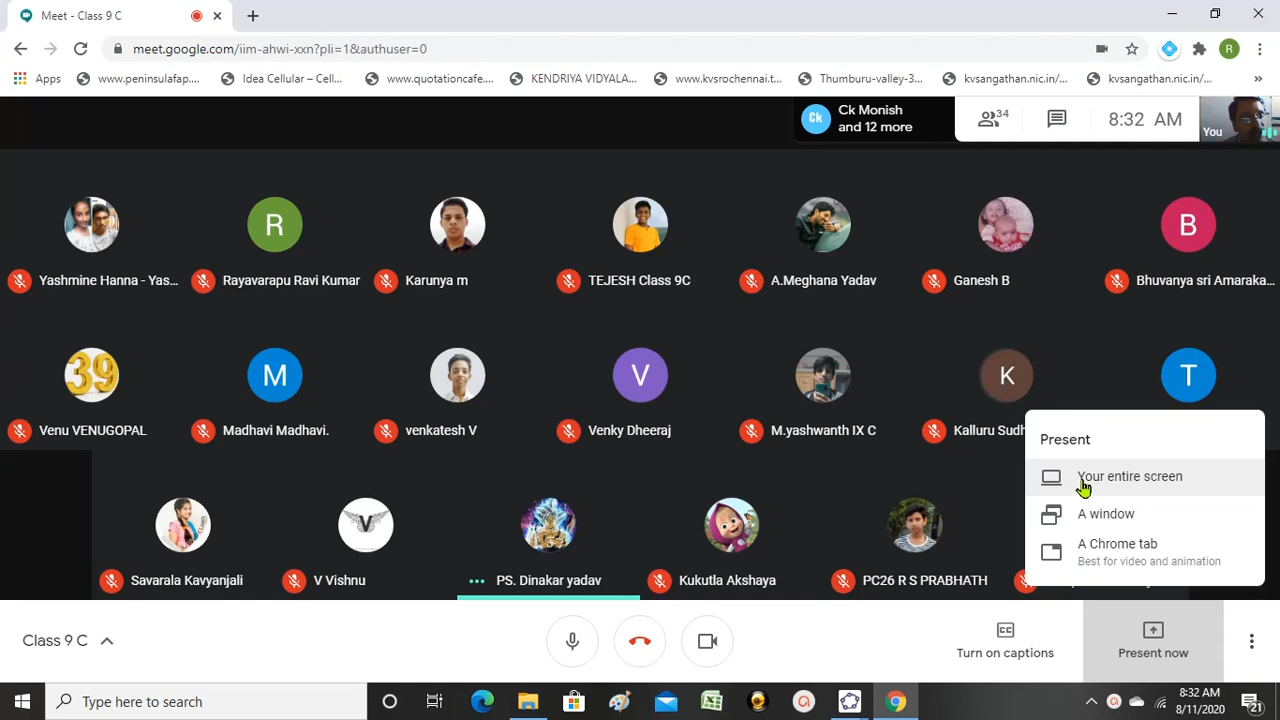 Meet - Class 9 C
meet.google.com/iim-ahwi-xxn?pli=1&authuser=0
R
Apps www.peninsulafap.... Idea Cellular – Cell... www.quotationcafe.... KENDRIYA VIDYALA... www.kvsrochennai.t... Thumburu-valley-3... kvsangathan.nic.in/... kvsangathan.nic.in/... »
Ck
Ck Monish
and 12 more
34
8:32 AM
You
R
B
Yashmine Hanna - Yas...
Rayavarapu Ravi Kumar
Karunya m
TEJESH Class 9C
A.Meghana Yadav
Ganesh B
Bhuvanya sri Amaraka...
39
M
V
K
T
Venu VENUGOPAL
Madhavi Madhavi.
venkatesh V
Venky Dheeraj
M.yashwanth IX C
Kalluru Sudh
Present
Your entire screen
A window
A Chrome tab
Best for video and animation
V
Savarala Kavyanjali
V Vishnu
PS. Dinakar yadav
Kukutla Akshaya
PC26 R S PRABHATH
Class 9 C
CC
Turn on captions
Present now
Type here to search
8:32 AM
8/11/2020
21